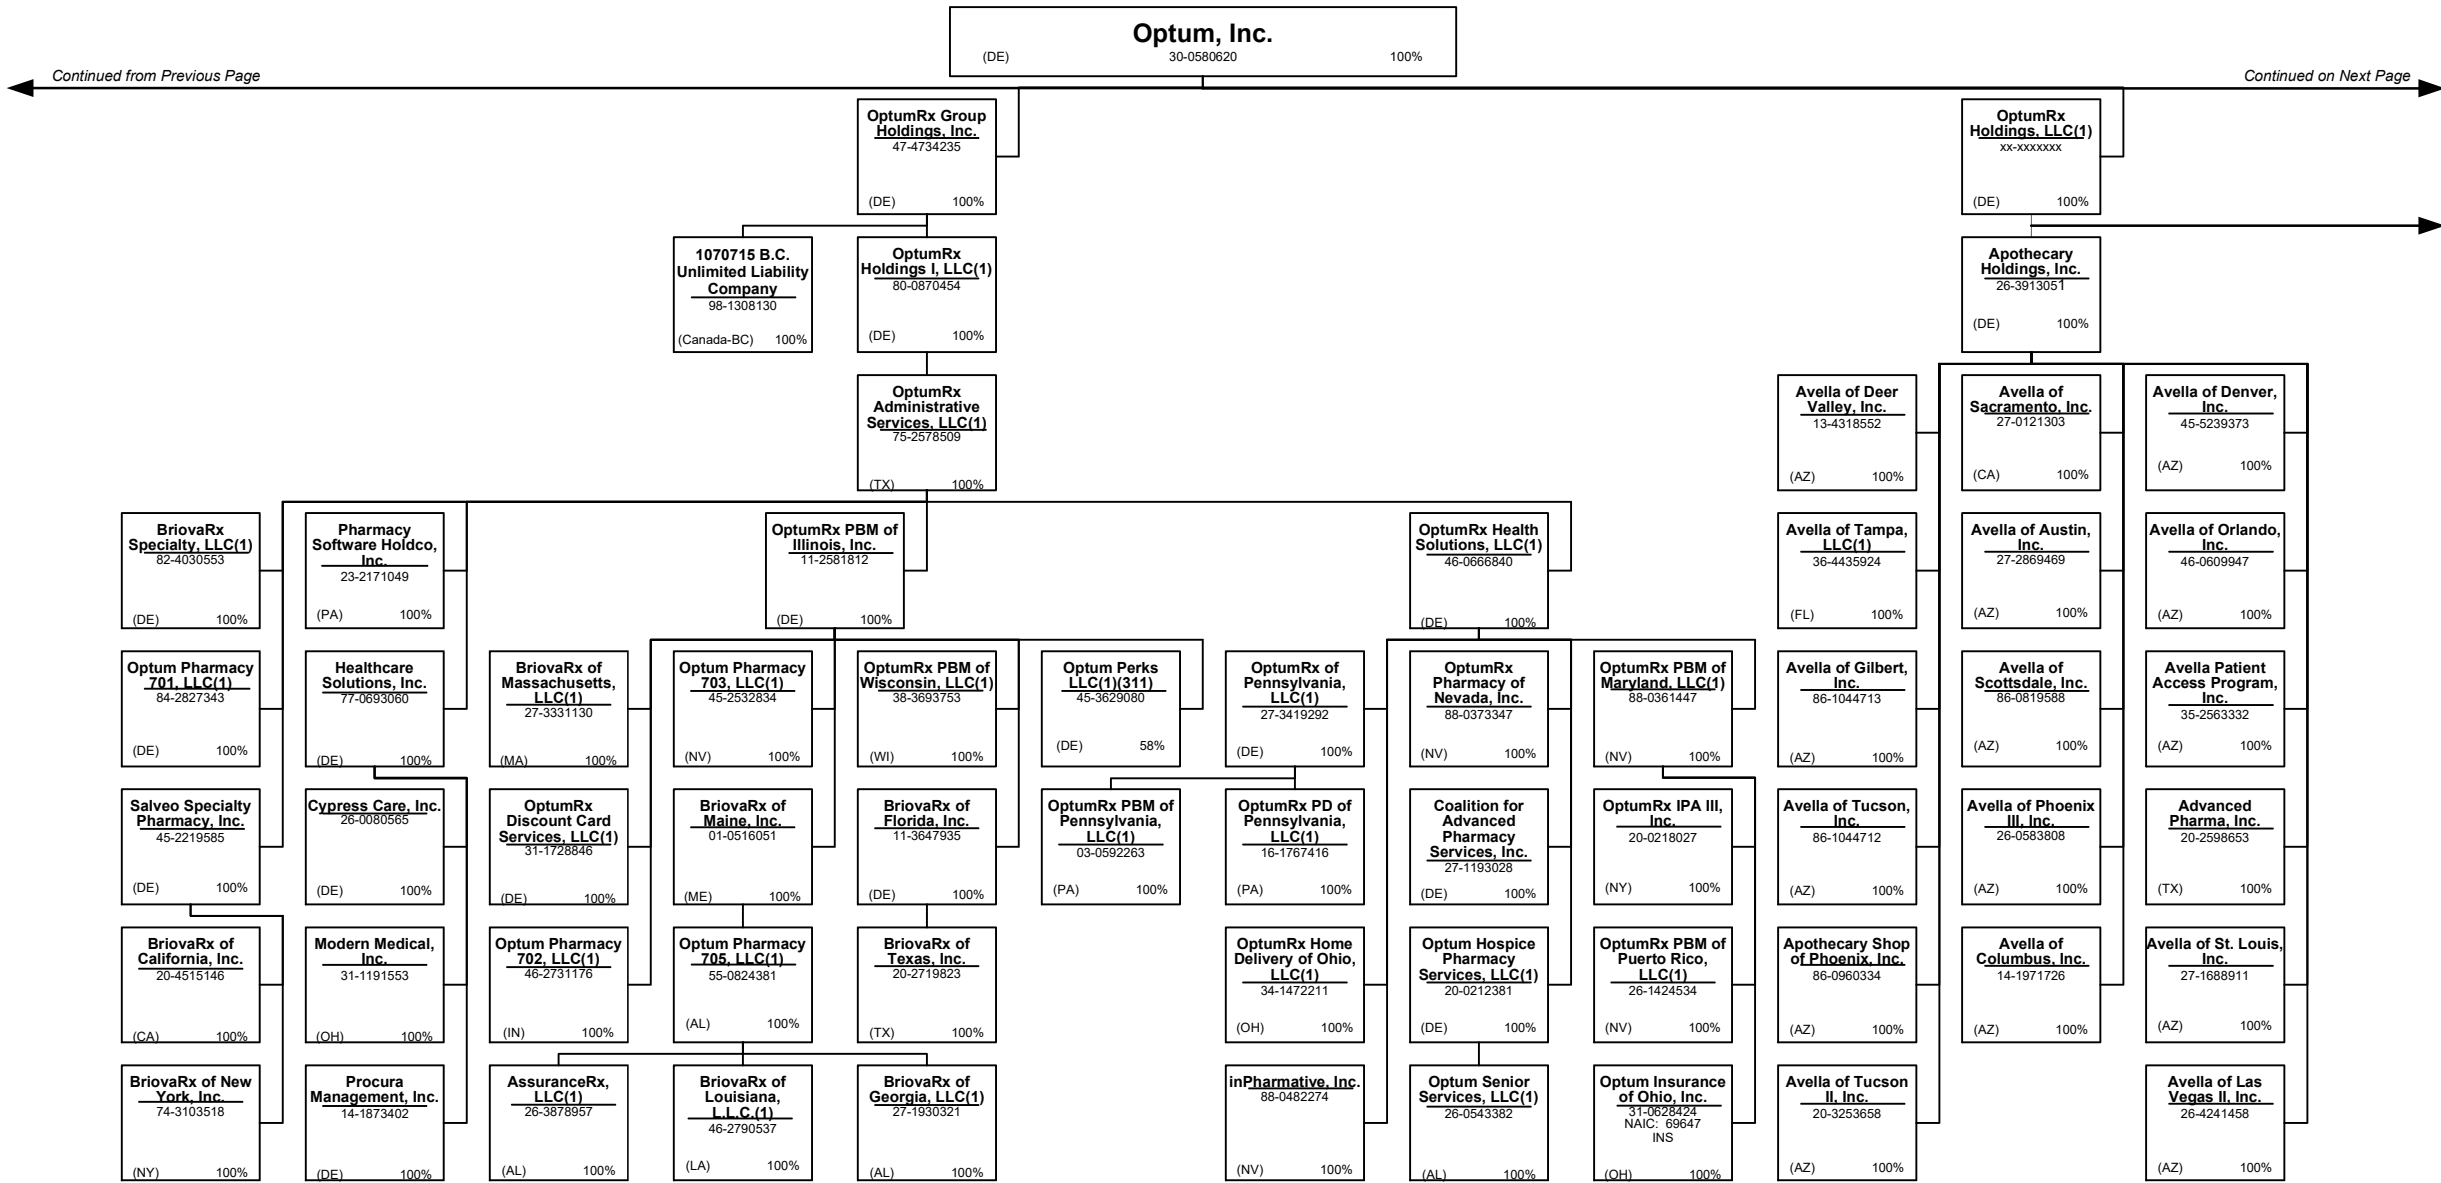 Optum, Inc.
(DE) 30-0580620 100%
Continued from Previous Page
Continued on Next Page
OptumRx Group
Holdings, Inc.
47-4734235
(DE) 100%
OptumRx
Holdings, LLC(1)
xx-xxxxxxx
(DE) 100%
1070715 B.C.
Unlimited Liability
Company
98-1308130
(Canada-BC) 100%
OptumRx
Holdings I, LLC(1)
80-0870454
(DE) 100%
Apothecary
Holdings, Inc.
26-3913051
(DE) 100%
OptumRx
Administrative
Services, LLC(1)
75-2578509
(TX) 100%
Avella of Deer
Valley, Inc.
13-4318552
(AZ) 100%
Avella of
Sacramento, Inc.
27-0121303
(CA) 100%
Avella of Denver,
Inc.
45-5239373
(AZ) 100%
BriovaRx
Specialty, LLC(1)
82-4030553
(DE) 100%
Pharmacy
Software Holdco,
Inc.
23-2171049
(PA) 100%
OptumRx PBM of
Illinois, Inc.
11-2581812
(DE) 100%
OptumRx Health
Solutions, LLC(1)
46-0666840
(DE) 100%
Avella of Tampa,
LLC(1)
36-4435924
(FL) 100%
Avella of Austin,
Inc.
27-2869469
(AZ) 100%
Avella of Orlando,
Inc.
46-0609947
(AZ) 100%
Optum Pharmacy
701, LLC(1)
84-2827343
(DE) 100%
Healthcare
Solutions, Inc.
77-0693060
(DE) 100%
BriovaRx of
Massachusetts,
LLC(1)
27-3331130
(MA) 100%
Optum Pharmacy
703, LLC(1)
45-2532834
(NV) 100%
OptumRx PBM of
Wisconsin, LLC(1)
38-3693753
(WI) 100%
Optum Perks
LLC(1)(311)
45-3629080
(DE) 58%
OptumRx of
Pennsylvania,
LLC(1)
27-3419292
(DE) 100%
OptumRx
Pharmacy of
Nevada, Inc.
88-0373347
(NV) 100%
OptumRx PBM of
Maryland, LLC(1)
88-0361447
(NV) 100%
Avella of Gilbert,
Inc.
86-1044713
(AZ) 100%
Avella of
Scottsdale, Inc.
86-0819588
(AZ) 100%
Avella Patient
Access Program,
Inc.
35-2563332
(AZ) 100%
Salveo Specialty
Pharmacy, Inc.
45-2219585
(DE) 100%
Cypress Care, Inc.
26-0080565
(DE) 100%
OptumRx
Discount Card
Services, LLC(1)
31-1728846
(DE) 100%
BriovaRx of
Maine, Inc.
01-0516051
(ME) 100%
BriovaRx of
Florida, Inc.
11-3647935
(DE) 100%
OptumRx PBM of
Pennsylvania,
LLC(1)
03-0592263
(PA) 100%
OptumRx PD of
Pennsylvania,
LLC(1)
16-1767416
(PA) 100%
Coalition for
Advanced
Pharmacy
Services, Inc.
27-1193028
(DE) 100%
OptumRx IPA III,
Inc.
20-0218027
(NY) 100%
Avella of Tucson,
Inc.
86-1044712
(AZ) 100%
Avella of Phoenix
III, Inc.
26-0583808
(AZ) 100%
Advanced
Pharma, Inc.
20-2598653
(TX) 100%
BriovaRx of
California, Inc.
20-4515146
(CA) 100%
Modern Medical,
Inc.
31-1191553
(OH) 100%
Optum Pharmacy
702, LLC(1)
46-2731176
(IN) 100%
Optum Pharmacy
705, LLC(1)
55-0824381
(AL) 100%
BriovaRx of
Texas, Inc.
20-2719823
(TX) 100%
OptumRx Home
Delivery of Ohio,
LLC(1)
34-1472211
(OH) 100%
Optum Hospice
Pharmacy
Services, LLC(1)
20-0212381
(DE) 100%
OptumRx PBM of
Puerto Rico,
LLC(1)
26-1424534
(NV) 100%
Apothecary Shop
of Phoenix, Inc.
86-0960334
(AZ) 100%
Avella of
Columbus, Inc.
14-1971726
(AZ) 100%
Avella of St. Louis,
Inc.
27-1688911
(AZ) 100%
BriovaRx of New
York, Inc.
74-3103518
(NY) 100%
Procura
Management, Inc.
14-1873402
(DE) 100%
AssuranceRx,
LLC(1)
26-3878957
(AL) 100%
BriovaRx of
Louisiana,
L.L.C.(1)
46-2790537
(LA) 100%
BriovaRx of
Georgia, LLC(1)
27-1930321
(AL) 100%
inPharmative, Inc.
88-0482274
(NV) 100%
Optum Senior
Services, LLC(1)
26-0543382
(AL) 100%
Optum Insurance
of Ohio, Inc.
31-0628424
NAIC: 69647
INS
(OH) 100%
Avella of Tucson
II, Inc.
20-3253658
(AZ) 100%
Avella of Las
Vegas II, Inc.
26-4241458
(AZ) 100%